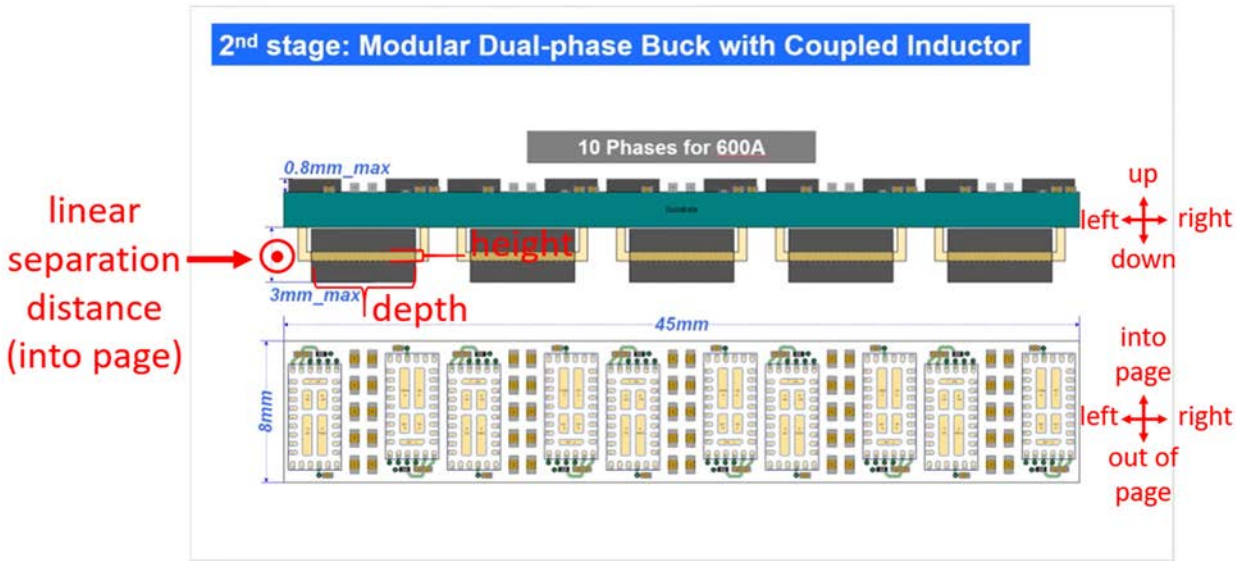 2nd stage: Modular Dual-phase Buck with Coupled Inductor
10 Phases for 600A
0.8mm_max
linear
separation
distance
(into page)
height
3mm_max
depth
up
left
right
down
45mm
8mm
into
page
left
right
out of
page